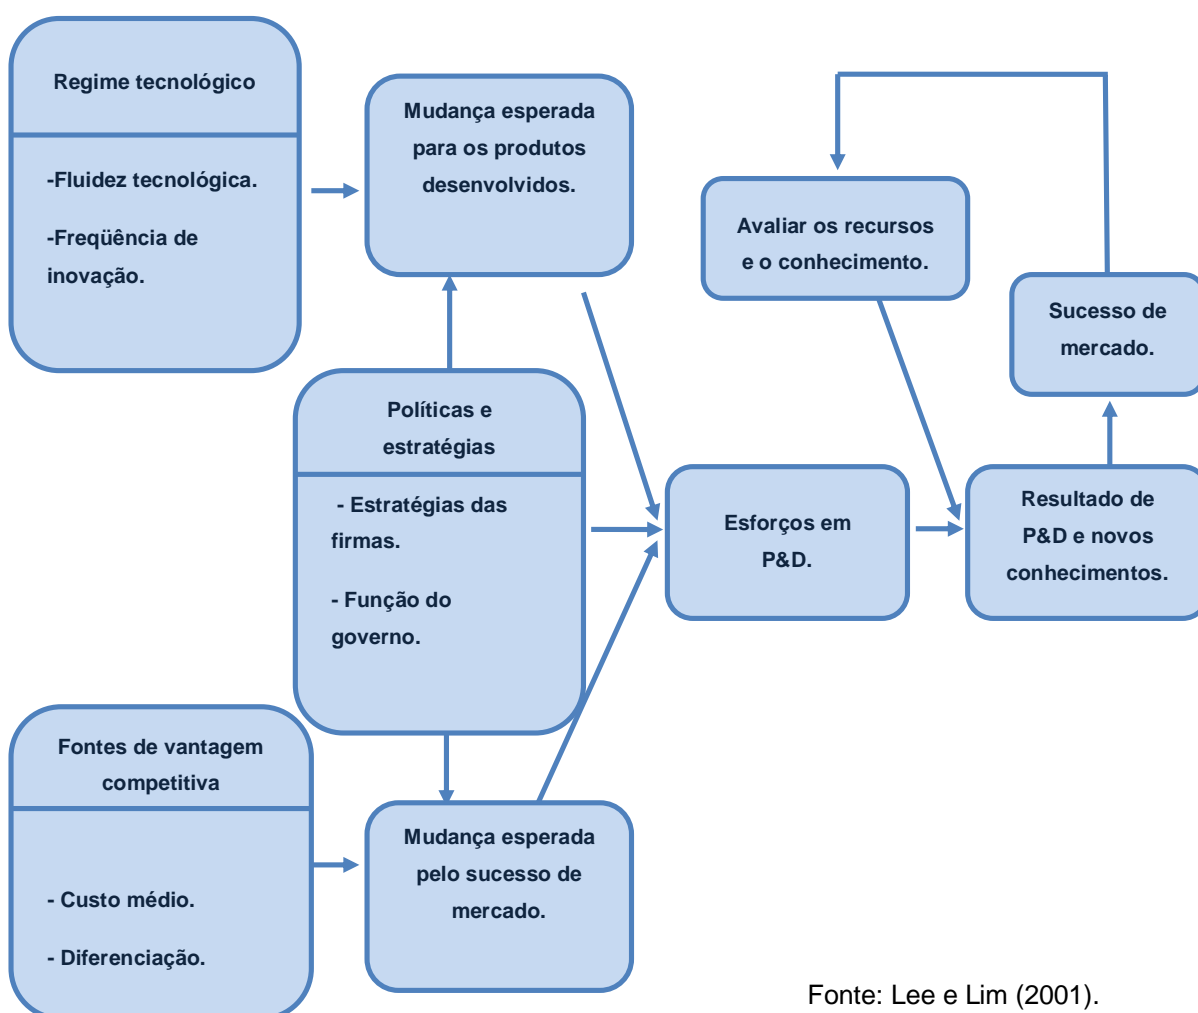 Regime tecnológico
-Fluidez tecnológica.
-Freqüência de
inovação.
Mudança esperada
para os produtos
desenvolvidos.
Avaliar os recursos
e o conhecimento.
Sucesso de
mercado.
Políticas e
estratégias
- Estratégias das
firmas.
- Função do
governo.
Esforços em
P&D.
Resultado de
P&D e novos
conhecimentos.
Fontes de vantagem
competitiva
- Custo médio.
- Diferenciação.
Mudança esperada
pelo sucesso de
mercado.
Fonte: Lee e Lim (2001).